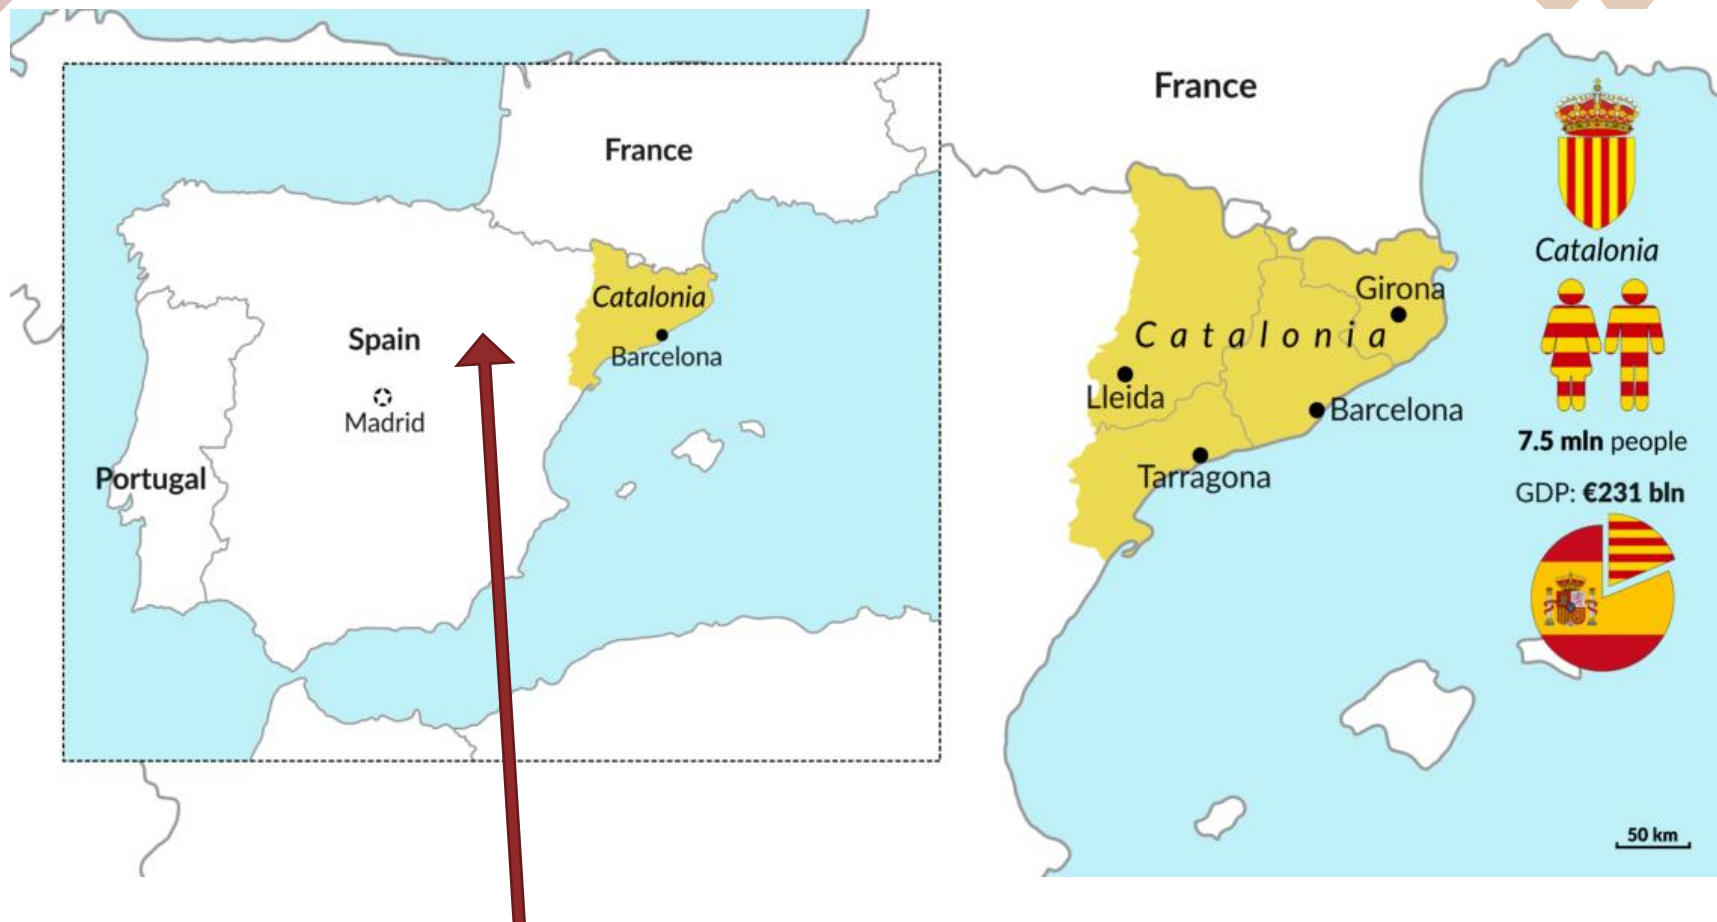 France
Catalonia
Spain
Barcelona
Madrid
Portugal
France
Girona
Catalonia
Lleida
Barcelona
Tarragona
Catalonia
7.5 mln people
GDP: €231 bln
50 km